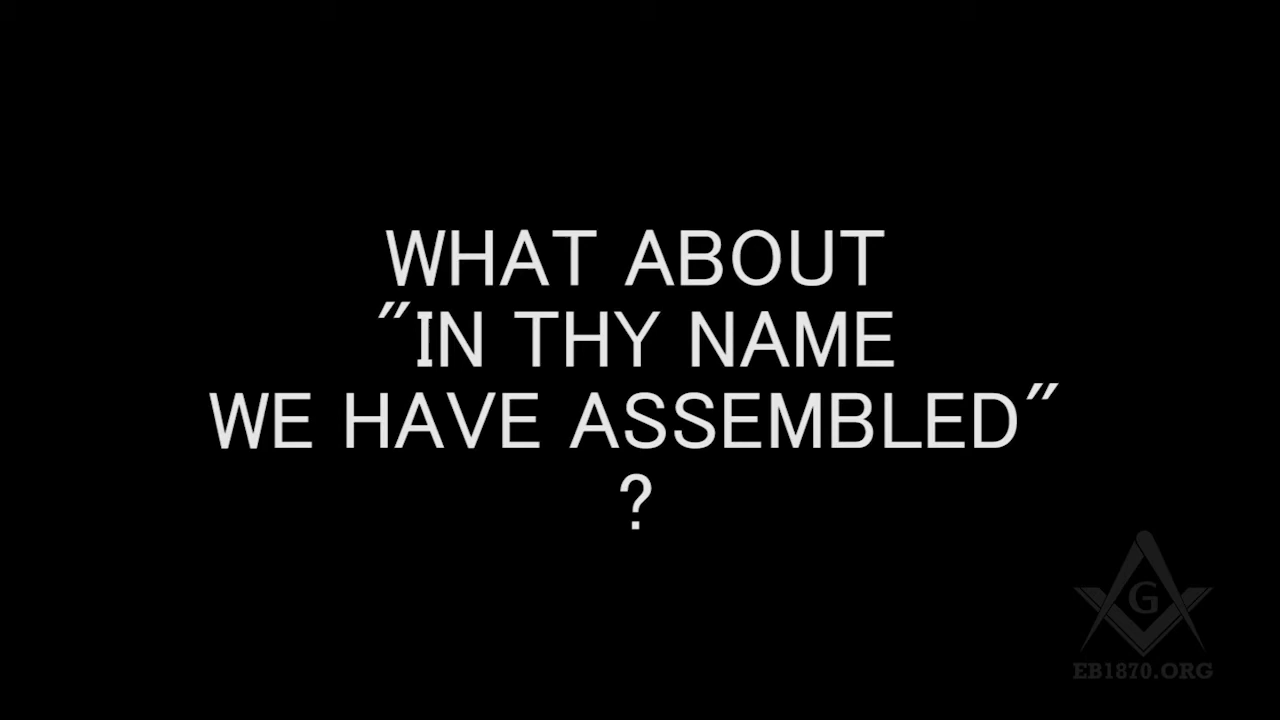 WHAT ABOUT
"IN THY NAME
WE HAVE ASSEMBLED"
?
G
EB1870.ORG